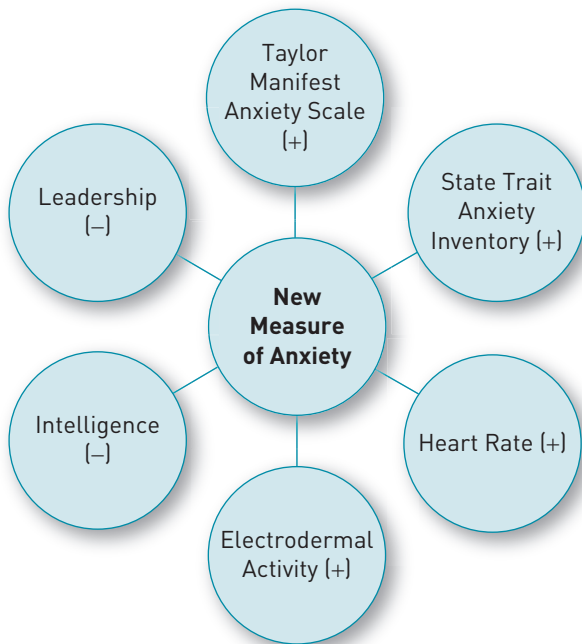 Taylor
Manifest
Anxiety Scale
(+)
State Trait
Anxiety
Inventory (+)
Heart Rate (+)
Electrodermal
Activity (+)
Intelligence
(–)
Leadership
(–)
New
Measure
of Anxiety